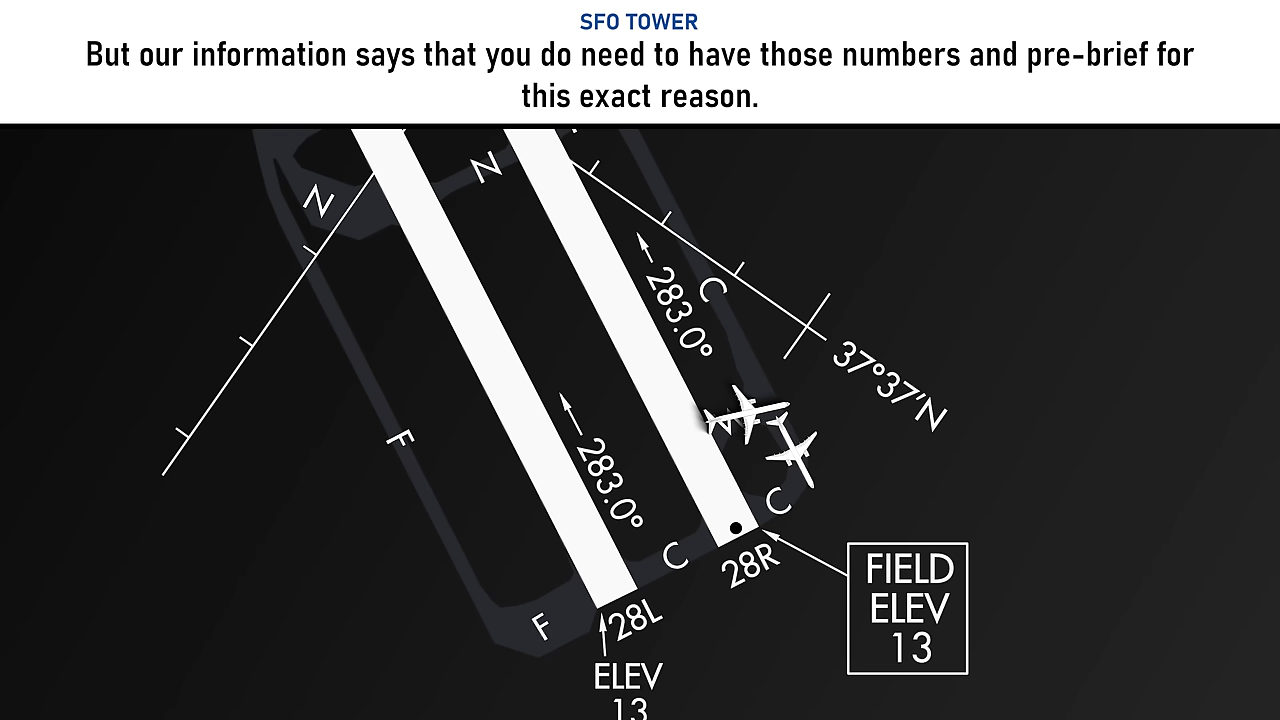 SFO TOWER
But our information says that you do need to have those numbers and pre-brief for
this exact reason.
N
N
C
283.0°
37°37'N
F
283.0°
C
C
28R
FIELD
ELEV
13
F
28L
ELEV
13